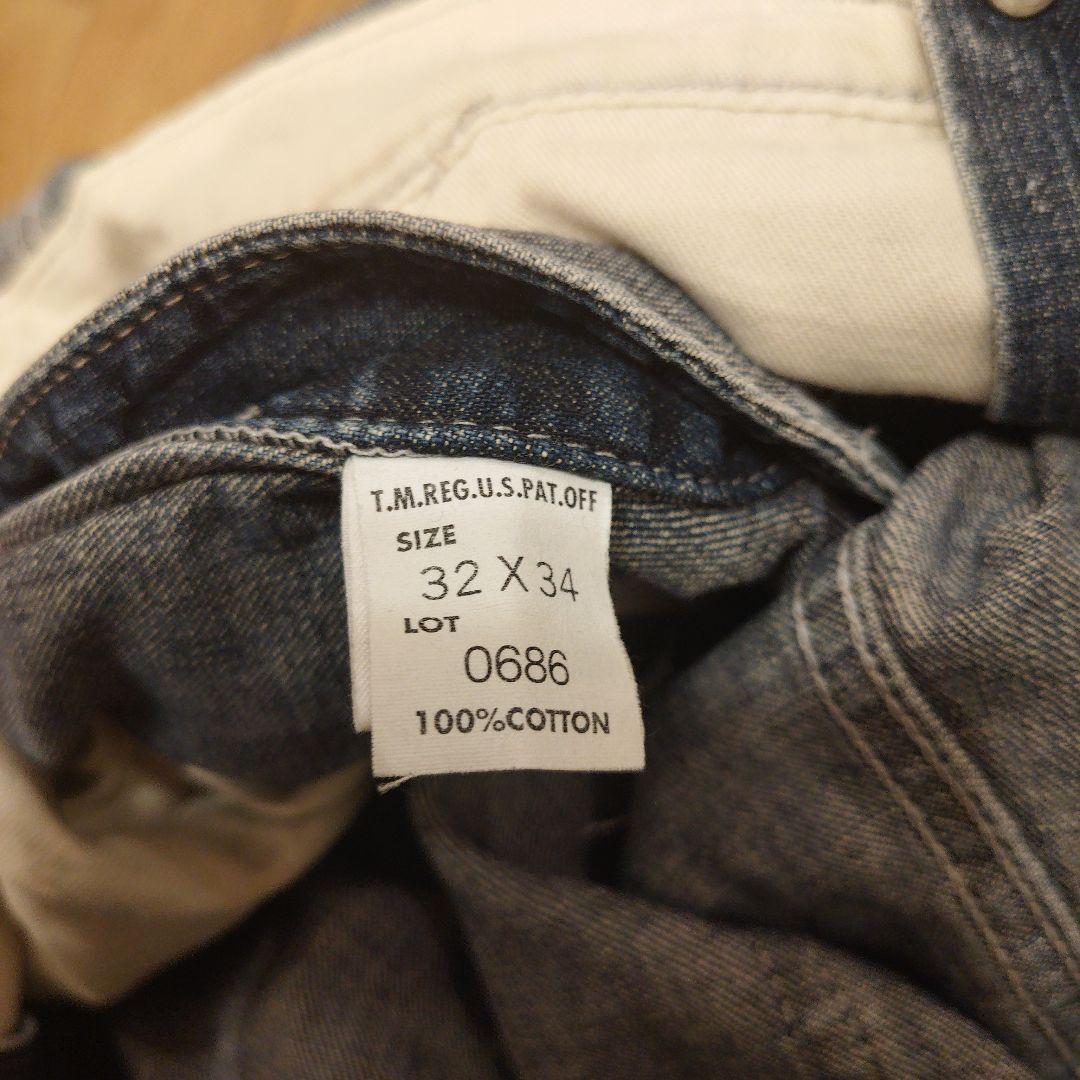 T.M.REG.U.S.PAT.OFF
SIZE
32 X 34
LOT
0686
100%COTTON